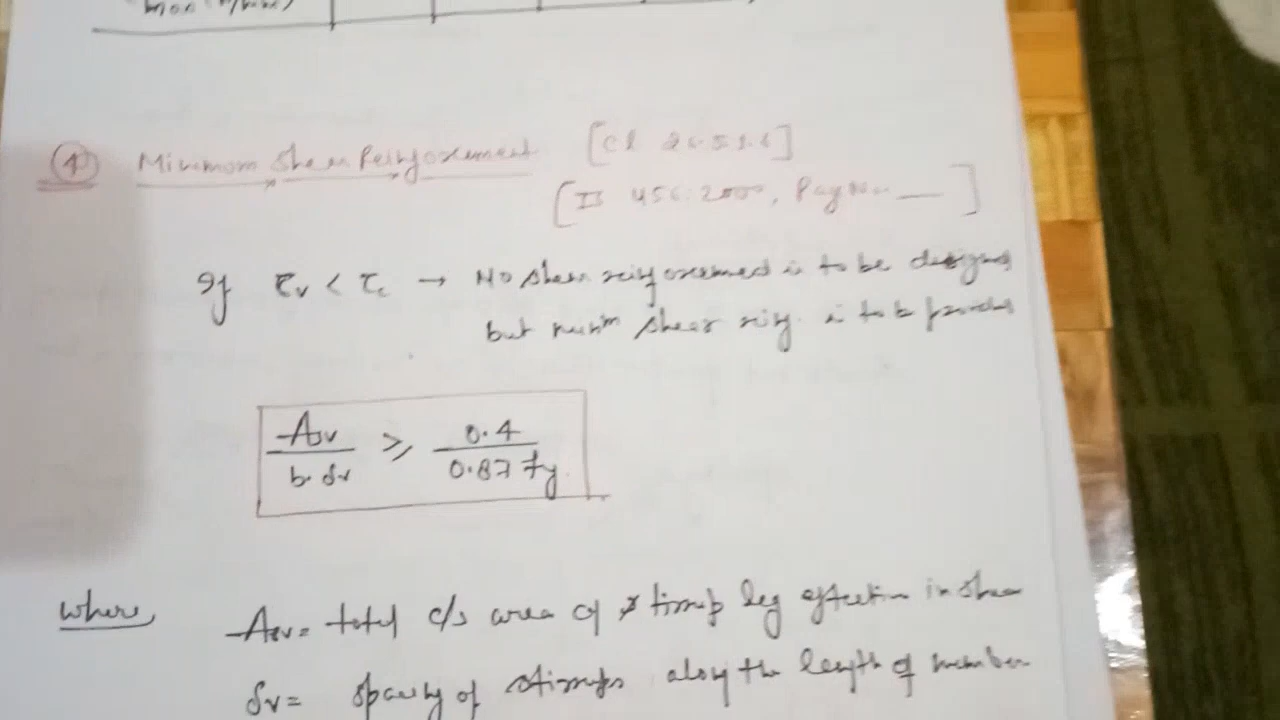 ④ Minimum Shear Reinforcement [Cl 26.5.1.6]
[IS 456:2000, Page No. __ ]
If τv < τc → No shear reinforcement is to be designed
but minm shear reinf. is to be provided
Asv / b. Sv ≥ 0.4 / 0.87 fy
where, Asv = total c/s area of stirrup leg effective in shear
Sv = spacing of stirrups along the length of member